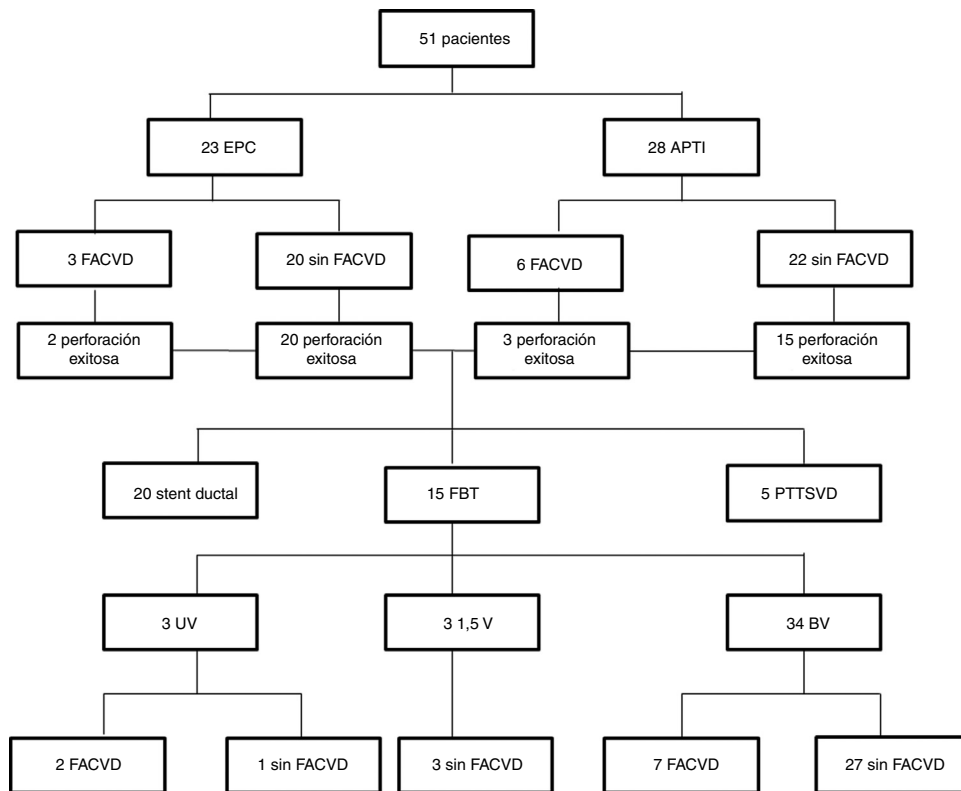 51 pacientes
23 EPC
28 APTI
3 FACVD
20 sin FACVD
6 FACVD
22 sin FACVD
2 perforación
exitosa
20 perforación
exitosa
3 perforación
exitosa
15 perforación
exitosa
20 stent ductal
15 FBT
5 PTTSVD
3 UV
3 1,5 V
34 BV
2 FACVD
1 sin FACVD
3 sin FACVD
7 FACVD
27 sin FACVD